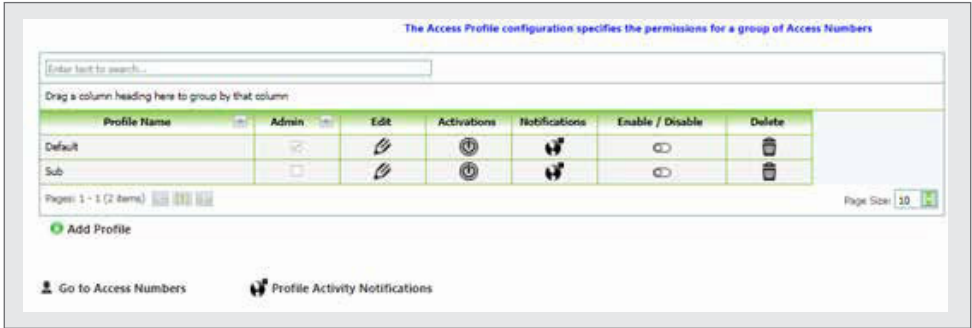 The Access Profile configuration specifies the permissions for a group of Access Numbers
Enter text to search...
Drag a column heading here to group by that column
Profile Name Admin Edit Activations Notifications Enable / Disable Delete
Default
Sub
Pages: 1 - 1 (2 items) [1] Page Size: 10
Add Profile
Go to Access Numbers Profile Activity Notifications